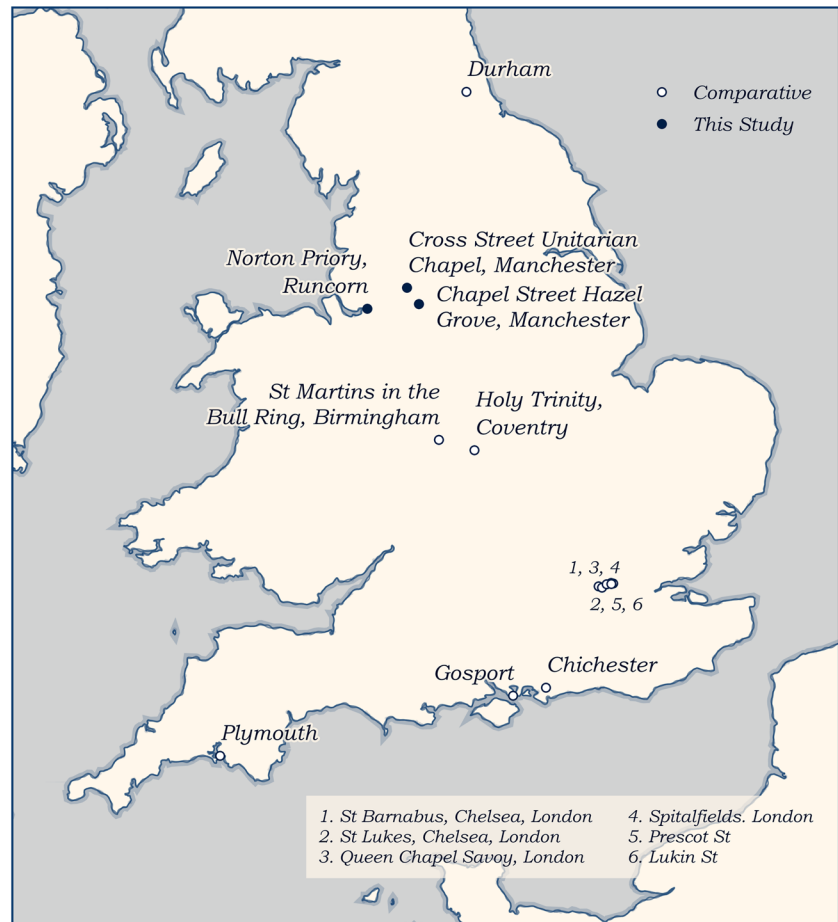 Durham
Comparative
This Study
Cross Street Unitarian
Chapel, Manchester
Norton Priory,
Runcorn
Chapel Street Hazel
Grove, Manchester
St Martins in the
Bull Ring, Birmingham
Holy Trinity,
Coventry
1, 3, 4
2, 5, 6
Gosport
Chichester
Plymouth
1. St Barnabus, Chelsea, London
2. St Lukes, Chelsea, London
3. Queen Chapel Savoy, London
4. Spitalfields. London
5. Prescot St
6. Lukin St